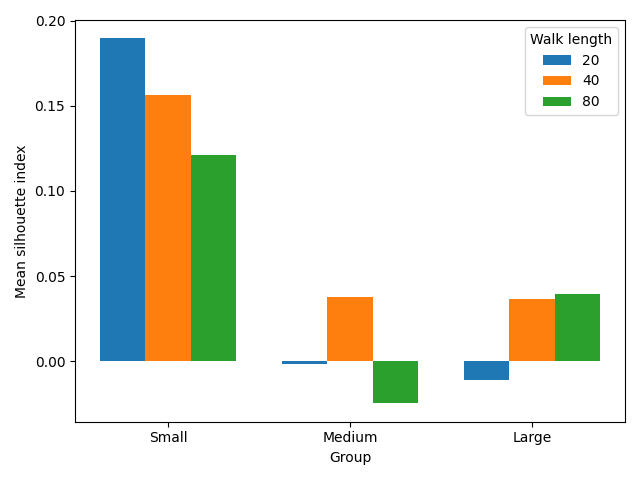 Walk length
20
40
80
0.20
0.15
0.10
0.05
0.00
Mean silhouette index
Small
Medium
Large
Group